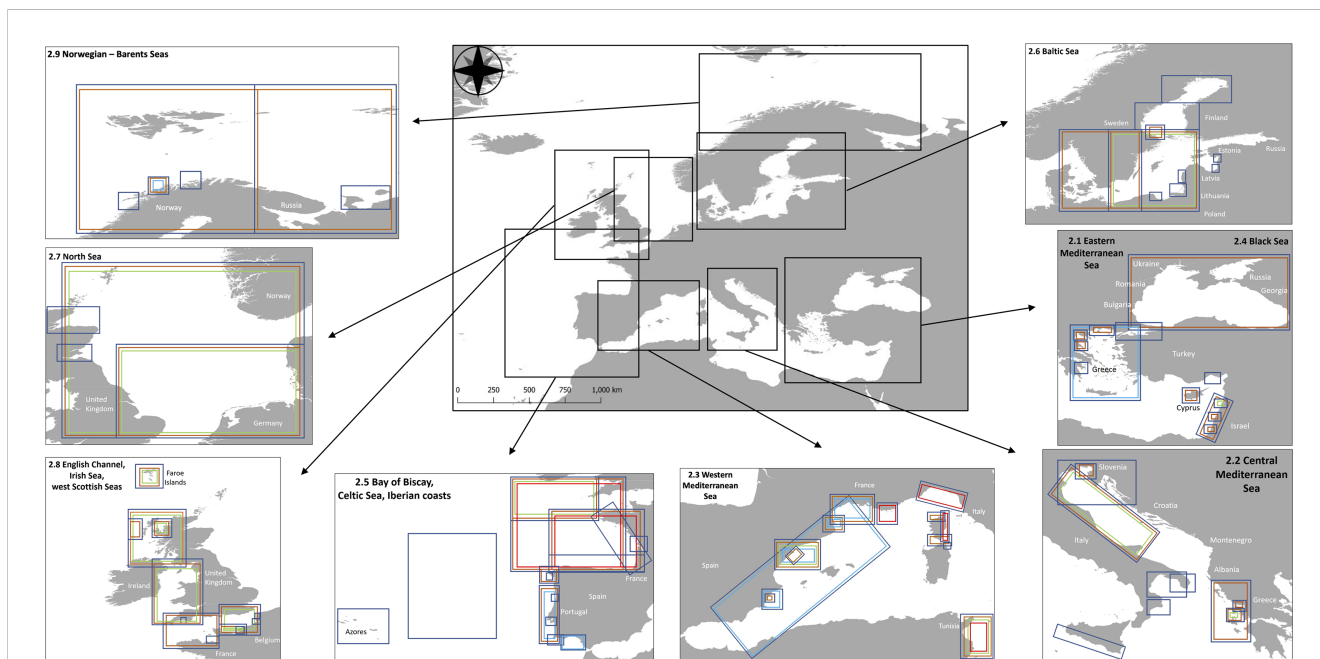 2.9 Norwegian – Barents Seas
Norway
Russia
2.7 North Sea
Norway
United
Kingdom
Germany
2.8 English Channel,
Irish Sea,
west Scottish Seas
Faroe
Islands
Ireland
United
Kingdom
Belgium
France
0 250 500 750 1,000 km
2.5 Bay of Biscay,
Celtic Sea, Iberian coasts
Azores
France
Spain
Portugal
2.3 Western
Mediterranean
Sea
France
Italy
Spain
Tunisia
2.6 Baltic Sea
Finland
Sweden
Estonia
Russia
Latvia
Lithuania
Poland
2.1 Eastern
Mediterranean
Sea
2.4 Black Sea
Ukraine
Russia
Romania
Georgia
Bulgaria
Turkey
Greece
Cyprus
Israel
2.2 Central
Mediterranean
Sea
Slovenia
Croatia
Italy
Montenegro
Albania
Greece